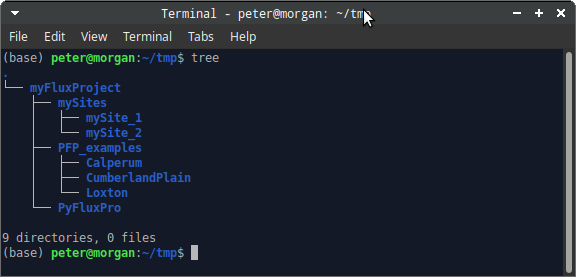 Terminal - peter@morgan: ~/tmp
File Edit View Terminal Tabs Help
(base) peter@morgan:~/tmp$ tree
.
└── myFluxProject
    ├── mySites
    │   ├── mySite_1
    │   └── mySite_2
    ├── PFP_examples
    │   ├── Calperum
    │   ├── CumberlandPlain
    │   └── Loxton
    └── PyFluxPro
9 directories, 0 files
(base) peter@morgan:~/tmp$